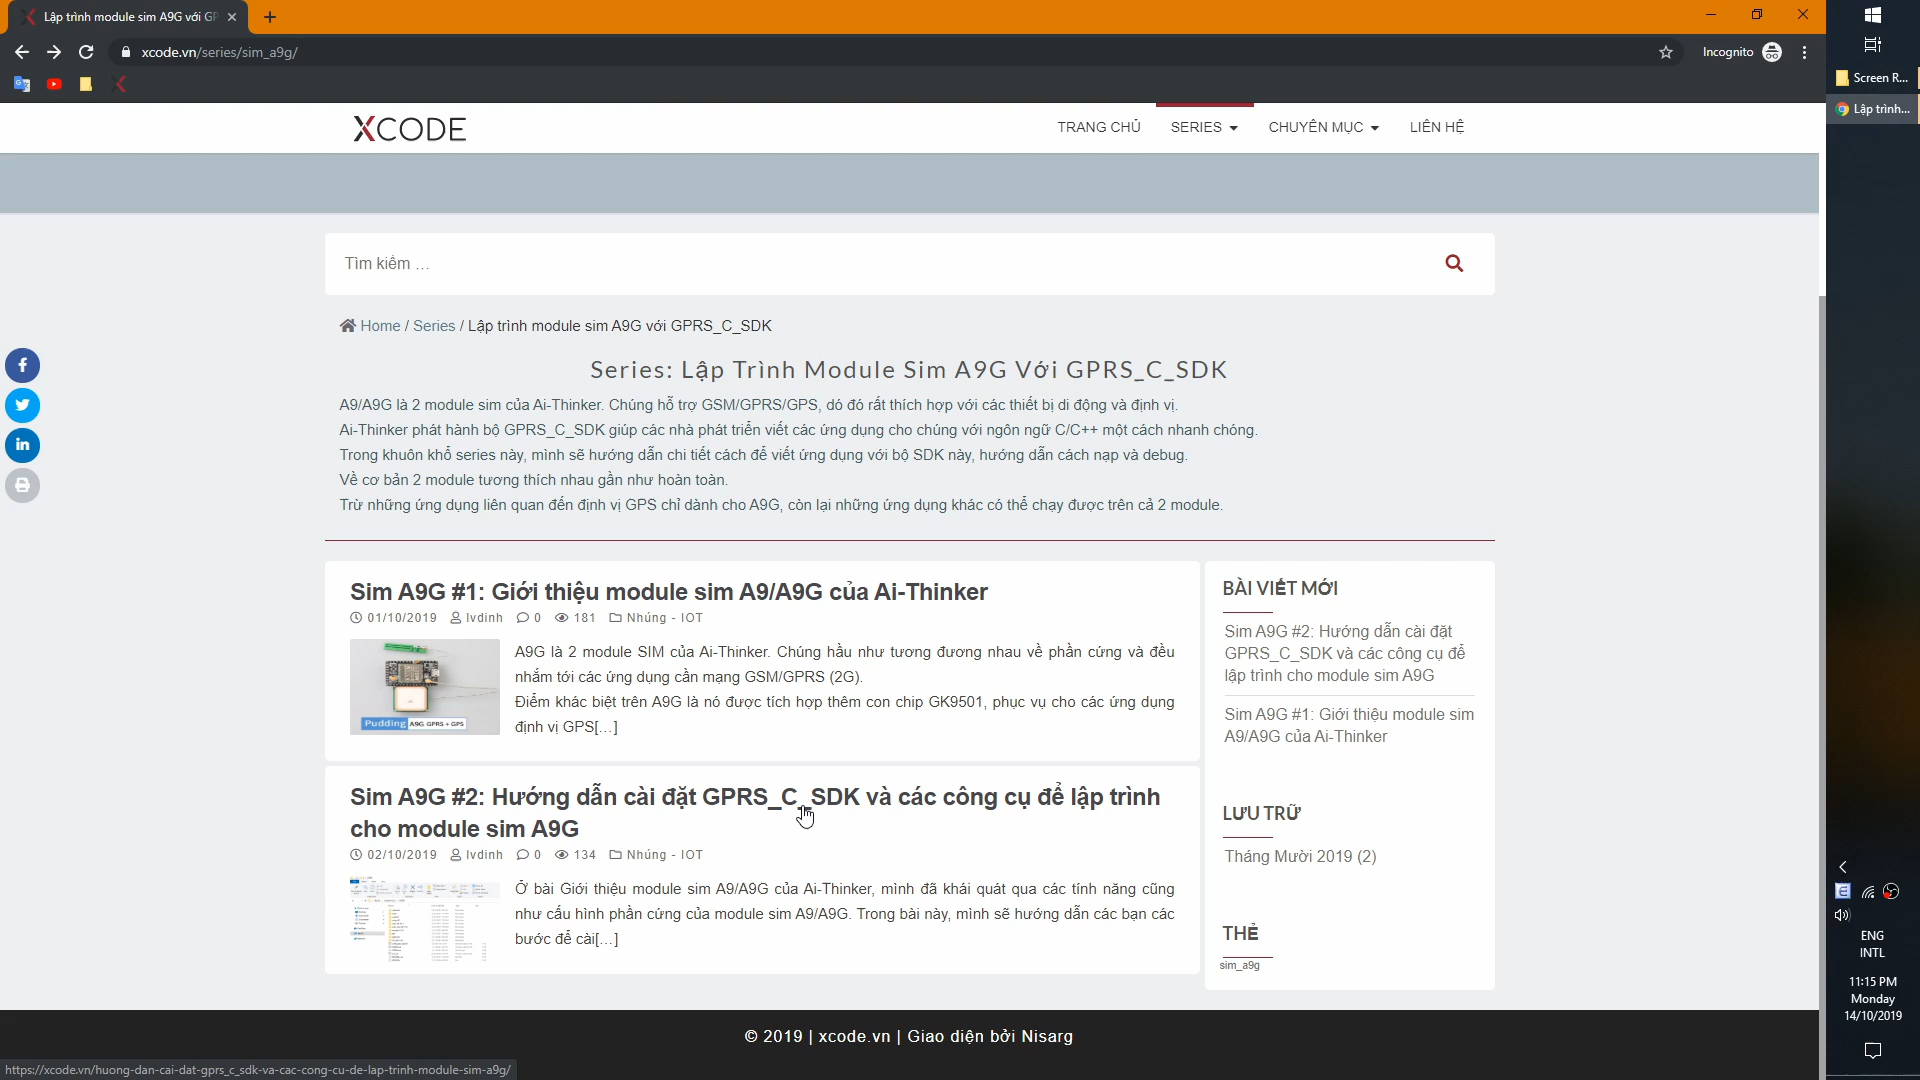 Lập trình module sim A9G với GP
xcode.vn/series/sim_a9g/
Incognito
Screen R...
Lập trình...
XCODE
TRANG CHỦ
SERIES
CHUYÊN MỤC
LIÊN HỆ
Tìm kiếm …
Home / Series / Lập trình module sim A9G với GPRS_C_SDK
Series: Lập Trình Module Sim A9G Với GPRS_C_SDK
A9/A9G là 2 module sim của Ai-Thinker. Chúng hỗ trợ GSM/GPRS/GPS, dó đó rất thích hợp với các thiết bị di động và định vị.
Ai-Thinker phát hành bộ GPRS_C_SDK giúp các nhà phát triển viết các ứng dụng cho chúng với ngôn ngữ C/C++ một cách nhanh chóng.
Trong khuôn khổ series này, mình sẽ hướng dẫn chi tiết cách để viết ứng dụng với bộ SDK này, hướng dẫn cách nạp và debug.
Về cơ bản 2 module tương thích nhau gần như hoàn toàn.
Trừ những ứng dụng liên quan đến định vị GPS chỉ dành cho A9G, còn lại những ứng dụng khác có thể chạy được trên cả 2 module.
Sim A9G #1: Giới thiệu module sim A9/A9G của Ai-Thinker
01/10/2019 lvdinh 0 181 Nhúng - IOT
Pudding A9G GPRS + GPS
A9G là 2 module SIM của Ai-Thinker. Chúng hầu như tương đương nhau về phần cứng và đều
nhắm tới các ứng dụng cần mạng GSM/GPRS (2G).
Điểm khác biệt trên A9G là nó được tích hợp thêm con chip GK9501, phục vụ cho các ứng dụng
định vị GPS[…]
Sim A9G #2: Hướng dẫn cài đặt GPRS_C_SDK và các công cụ để lập trình
cho module sim A9G
02/10/2019 lvdinh 0 134 Nhúng - IOT
Ở bài Giới thiệu module sim A9/A9G của Ai-Thinker, mình đã khái quát qua các tính năng cũng
như cấu hình phần cứng của module sim A9/A9G. Trong bài này, mình sẽ hướng dẫn các bạn các
bước để cài[…]
BÀI VIẾT MỚI
Sim A9G #2: Hướng dẫn cài đặt
GPRS_C_SDK và các công cụ để
lập trình cho module sim A9G
Sim A9G #1: Giới thiệu module sim
A9/A9G của Ai-Thinker
LƯU TRỮ
Tháng Mười 2019 (2)
THẺ
sim_a9g
© 2019 | xcode.vn | Giao diện bởi Nisarg
https://xcode.vn/huong-dan-cai-dat-gprs_c_sdk-va-cac-cong-cu-de-lap-trinh-module-sim-a9g/
ENG
INTL
11:15 PM
Monday
14/10/2019